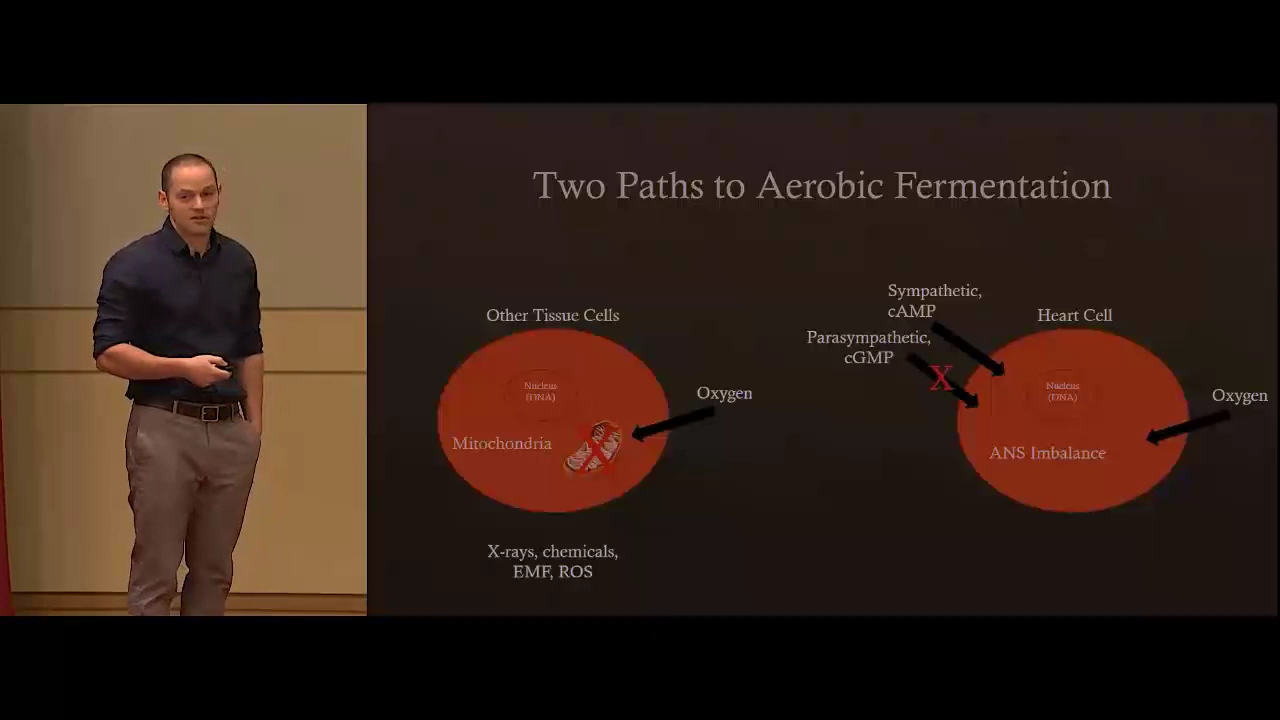 Two Paths to Aerobic Fermentation
Other Tissue Cells
Nucleus
(DNA)
Mitochondria
X
Oxygen
X-rays, chemicals,
EMF, ROS
Sympathetic,
cAMP
Parasympathetic,
cGMP
X
Heart Cell
Nucleus
(DNA)
ANS Imbalance
Oxygen